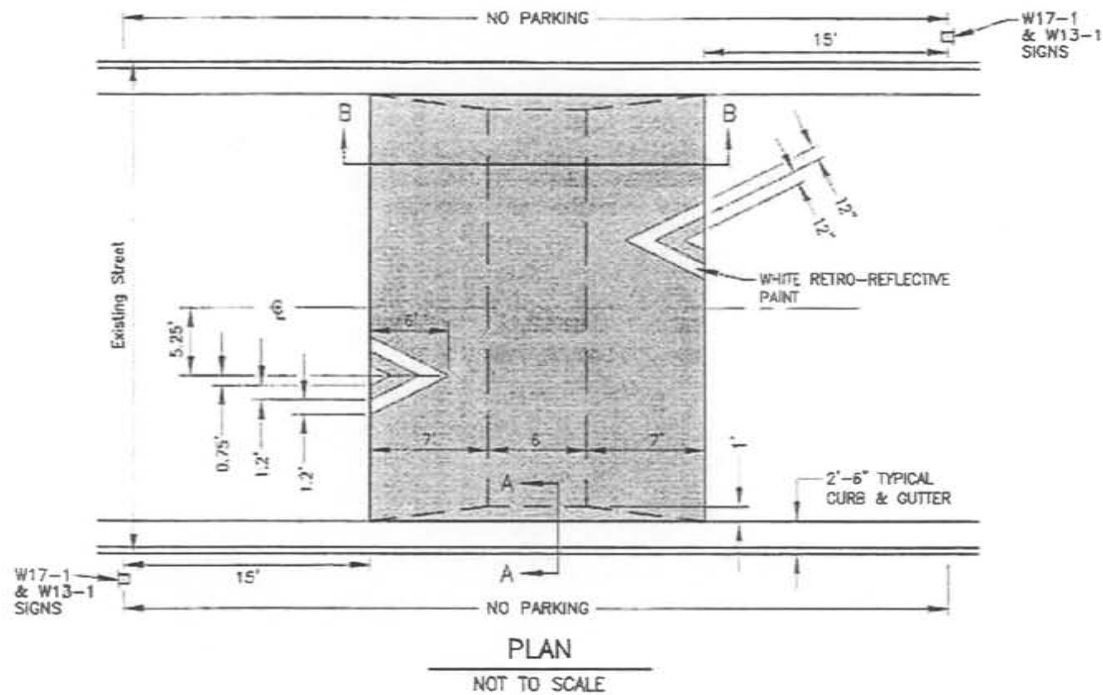 NO PARKING
W17-1
& W13-1
SIGNS
15'
B
B
12"
12"
WHITE RETRO-REFLECTIVE
PAINT
Existing Street
5.25'
6'
0.75'
1.2'
1.2'
7'
6
7'
1'
A
2'-6" TYPICAL
CURB & GUTTER
A
W17-1
& W13-1
SIGNS
15'
NO PARKING
PLAN
NOT TO SCALE